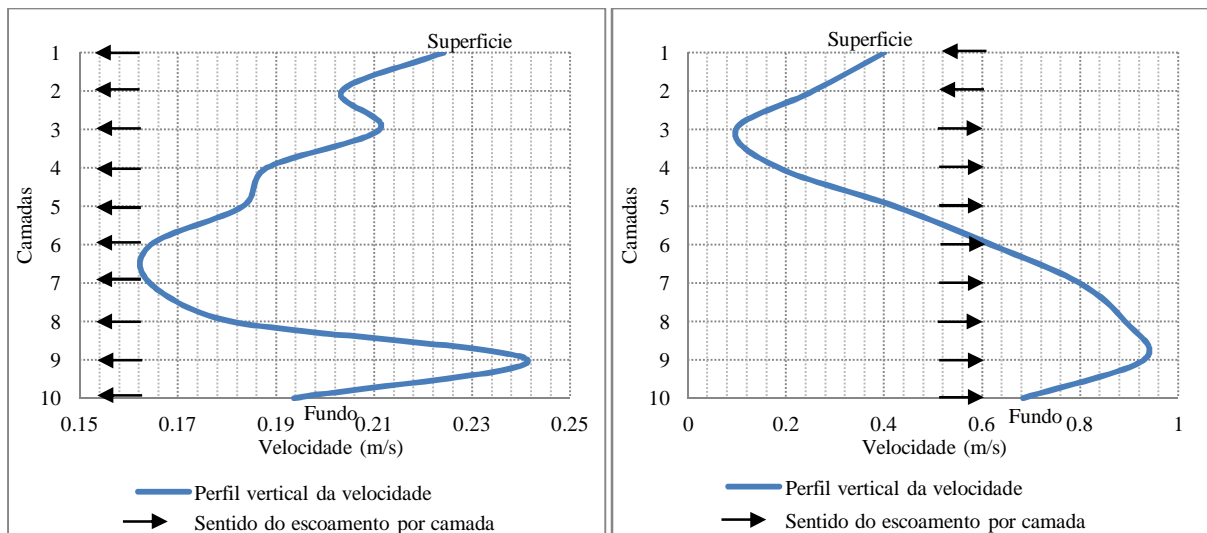 Superficie
1
2
3
4
5
6
7
8
9
10
Camadas
Fundo
0.15 0.17 0.19 0.21 0.23 0.25
Velocidade (m/s)
Perfil vertical da velocidade
Sentido do escoamento por camada
Superficie
1
2
3
4
5
6
7
8
9
10
Camadas
Fundo
0 0.2 0.4 0.6 0.8 1
Velocidade (m/s)
Perfil vertical da velocidade
Sentido do escoamento por camada